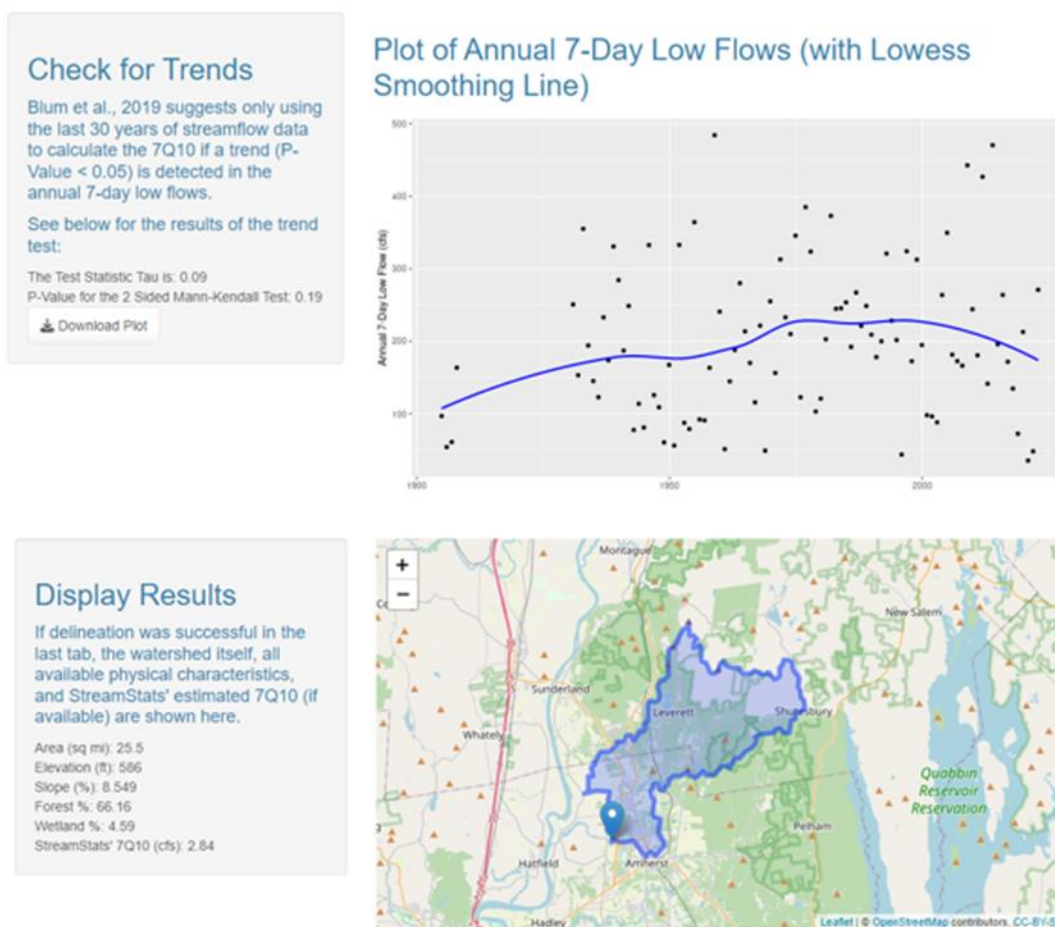 Check for Trends
Blum et al., 2019 suggests only using
the last 30 years of streamflow data
to calculate the 7Q10 if a trend (P-
Value < 0.05) is detected in the
annual 7-day low flows.
See below for the results of the trend
test:
The Test Statistic Tau is: 0.09
P-Value for the 2 Sided Mann-Kendall Test: 0.19
Download Plot
Plot of Annual 7-Day Low Flows (with Lowess
Smoothing Line)
500
400
300
200
100
Annual 7-Day Low Flow (cfs)
1900
1950
2000
Display Results
If delineation was successful in the
last tab, the watershed itself, all
available physical characteristics,
and StreamStats' estimated 7Q10 (if
available) are shown here.
Area (sq mi): 25.5
Elevation (ft): 586
Slope (%): 8.549
Forest %: 66.16
Wetland %: 4.59
StreamStats' 7Q10 (cfs): 2.84
+
−
Montague
New Salem
Sunderland
Leverett
Shutesbury
Whately
Quabbin
Reservoir
Reservation
Pelham
Hatfield
Amherst
Hadley
Leaflet | © OpenStreetMap contributors, CC-BY-S